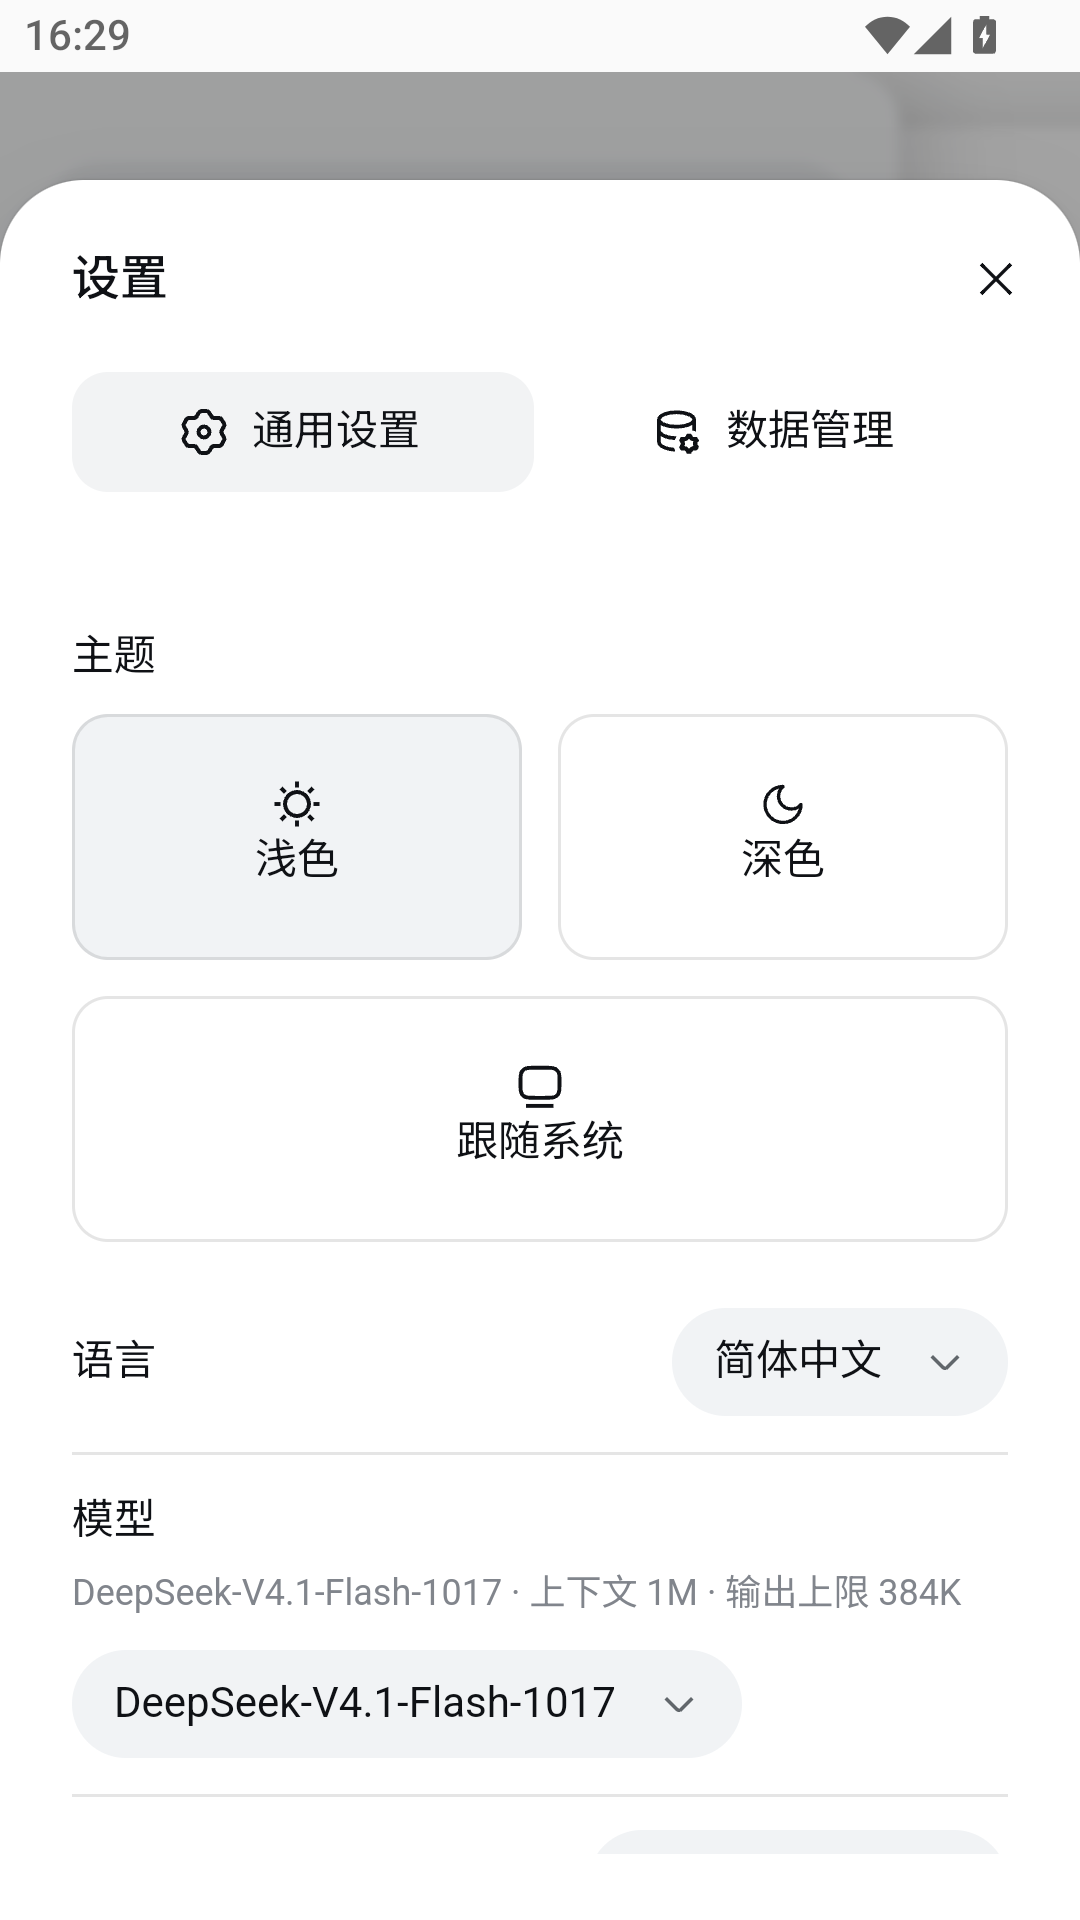 16:29
设置
通用设置
数据管理
主题
浅色
深色
跟随系统
语言
简体中文
模型
DeepSeek-V4.1-Flash-1017 · 上下文 1M · 输出上限 384K
DeepSeek-V4.1-Flash-1017